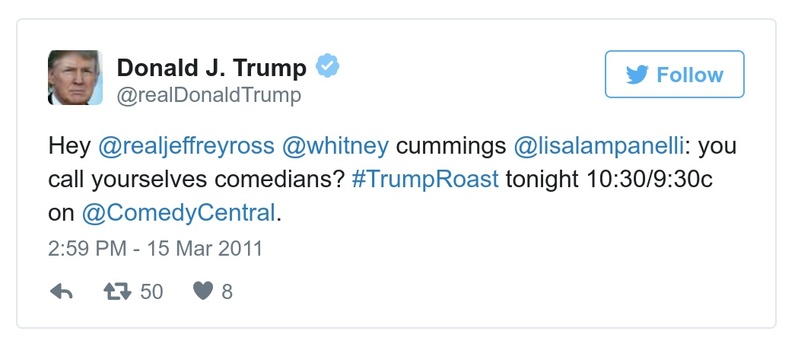 Donald J. Trump
@realDonaldTrump
Follow
Hey @realjeffreyross @whitney cummings @lisalampanelli: you
call yourselves comedians? #TrumpRoast tonight 10:30/9:30c
on @ComedyCentral.
2:59 PM - 15 Mar 2011
50 8